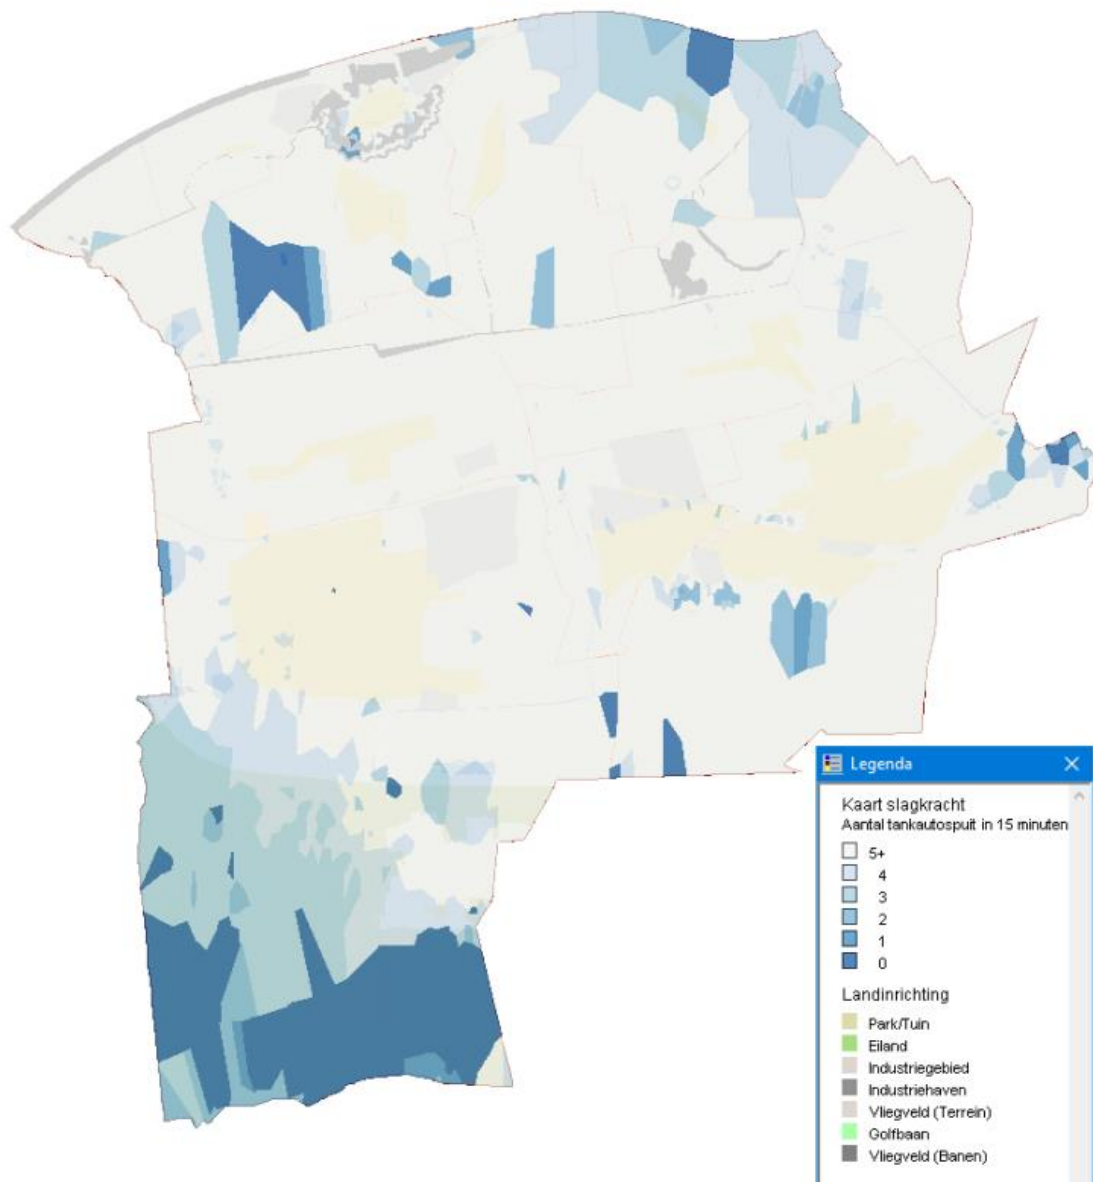 Legenda
Kaart slagkracht
Aantal tankautospuit in 15 minuten
5+
4
3
2
1
0
Landinrichting
Park/Tuin
Eiland
Industriegebied
Industriehaven
Vliegveld (Terrein)
Golfbaan
Vliegveld (Banen)